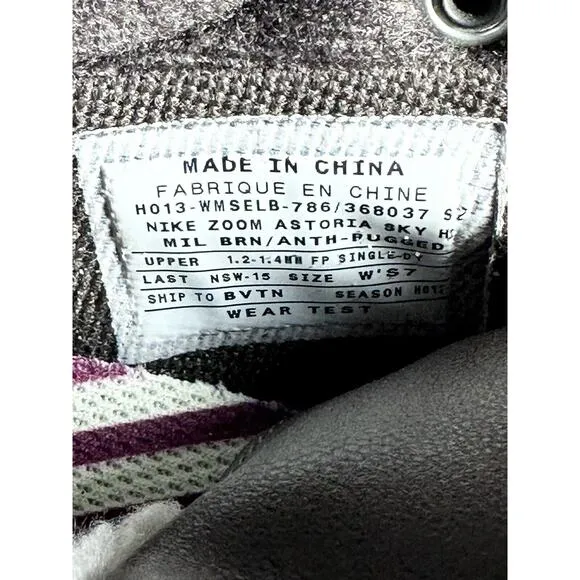 MADE IN CHINA
FABRIQUE EN CHINE
H013-WMSELB-786/368037 SZ
NIKE ZOOM ASTORIA SKY
MIL BRN/ANTH-RUGGED
UPPER 1.2-1.4MM FP SINGLE-D
LAST NSW-15 SIZE W'S7
SHIP TO BVTN SEASON
WEAR TEST